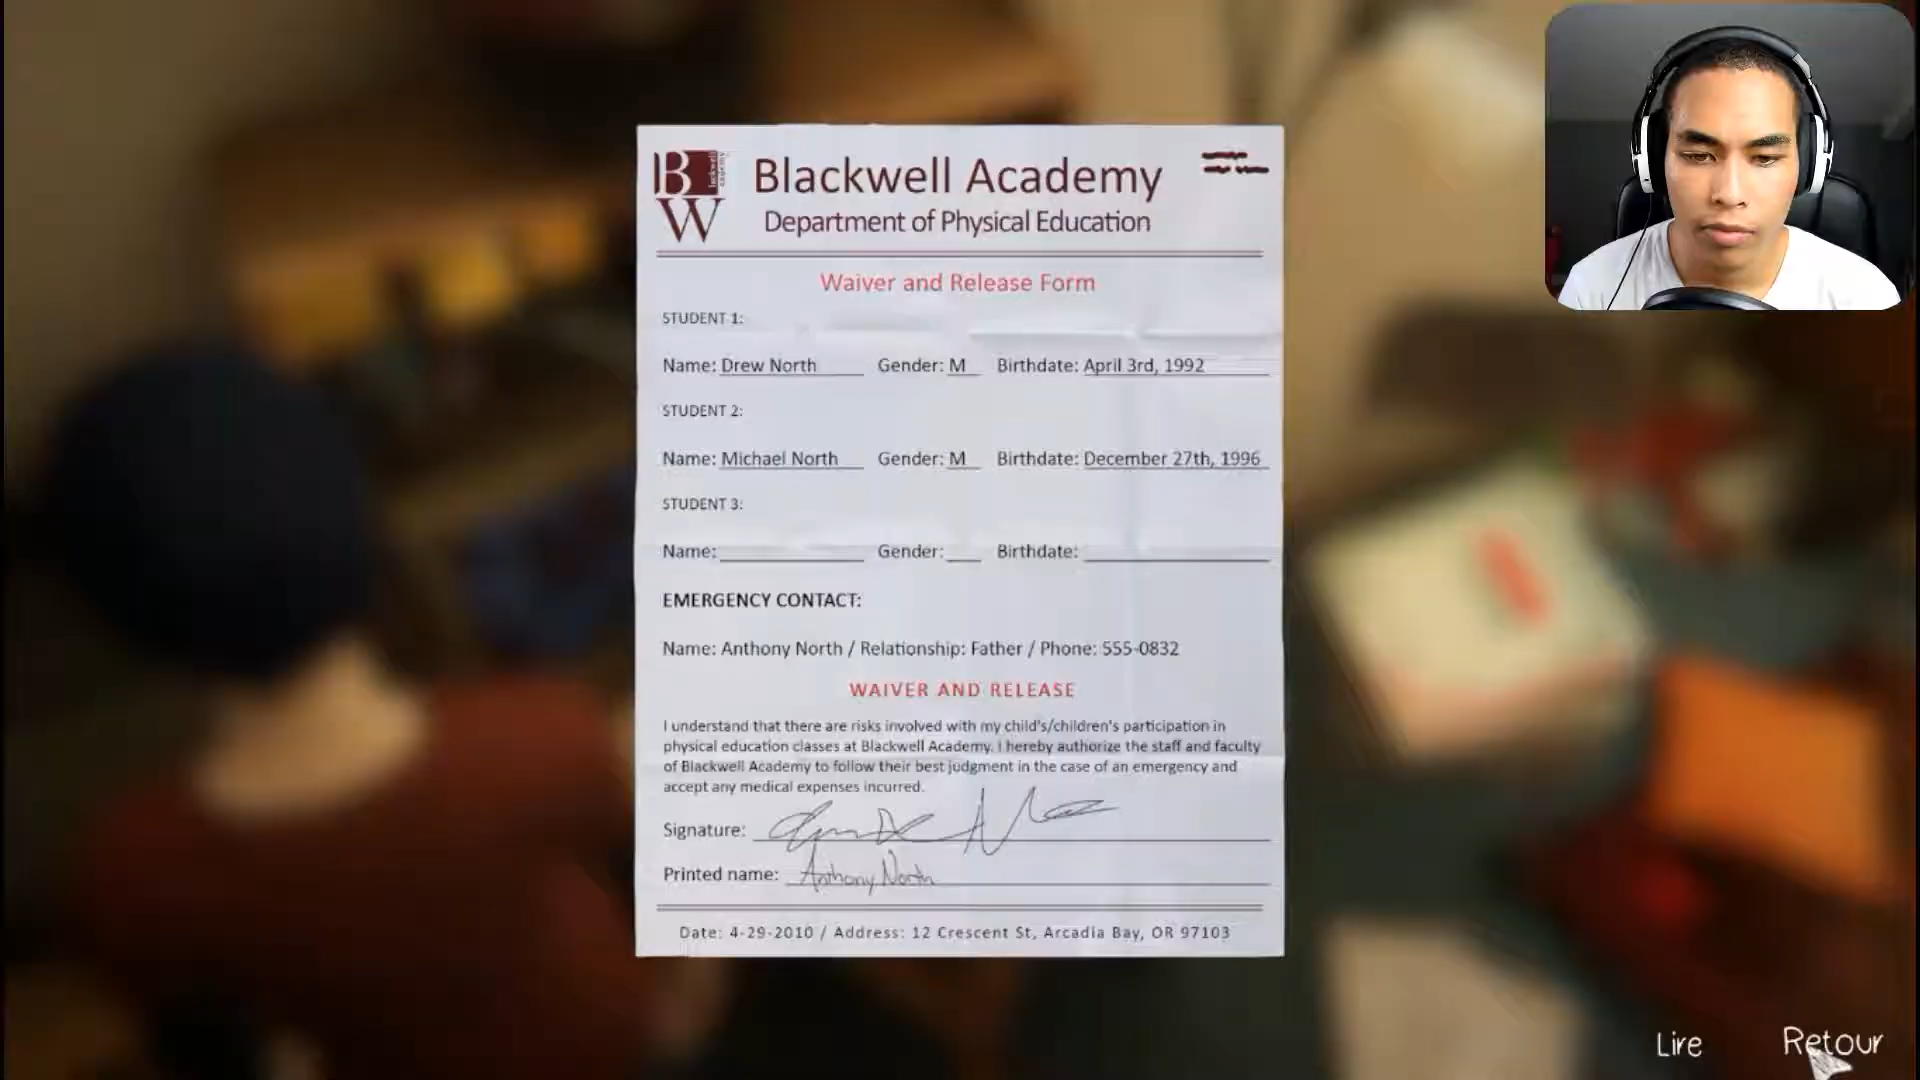 BW
Blackwell Academy
Department of Physical Education
Waiver and Release Form
STUDENT 1:
Name: Drew North Gender: M Birthdate: April 3rd, 1992
STUDENT 2:
Name: Michael North Gender: M Birthdate: December 27th, 1996
STUDENT 3:
Name: Gender: Birthdate:
EMERGENCY CONTACT:
Name: Anthony North / Relationship: Father / Phone: 555-0832
WAIVER AND RELEASE
I understand that there are risks involved with my child's/children's participation in
physical education classes at Blackwell Academy. I hereby authorize the staff and faculty
of Blackwell Academy to follow their best judgment in the case of an emergency and
accept any medical expenses incurred.
Signature:
Printed name: Anthony North
Date: 4-29-2010 / Address: 12 Crescent St, Arcadia Bay, OR 97103
Lire
Retour